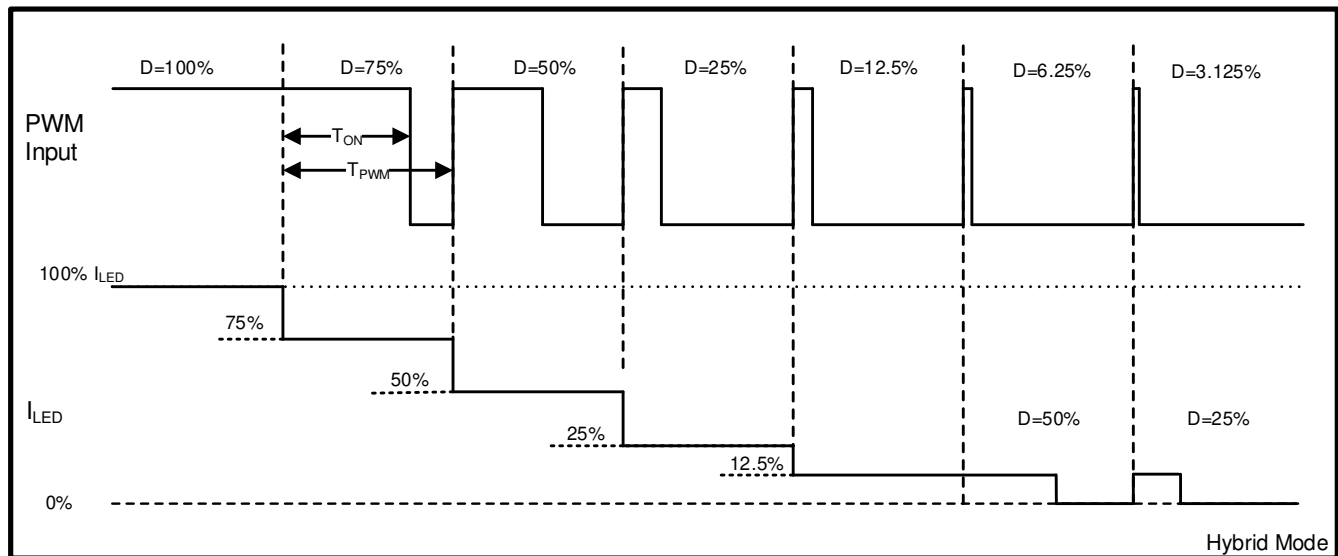 D=100% D=75% D=50% D=25% D=12.5% D=6.25% D=3.125%
PWM
Input
TON
TPWM
100% ILED
75%
50%
ILED
25%
12.5%
D=50% D=25%
0%
Hybrid Mode